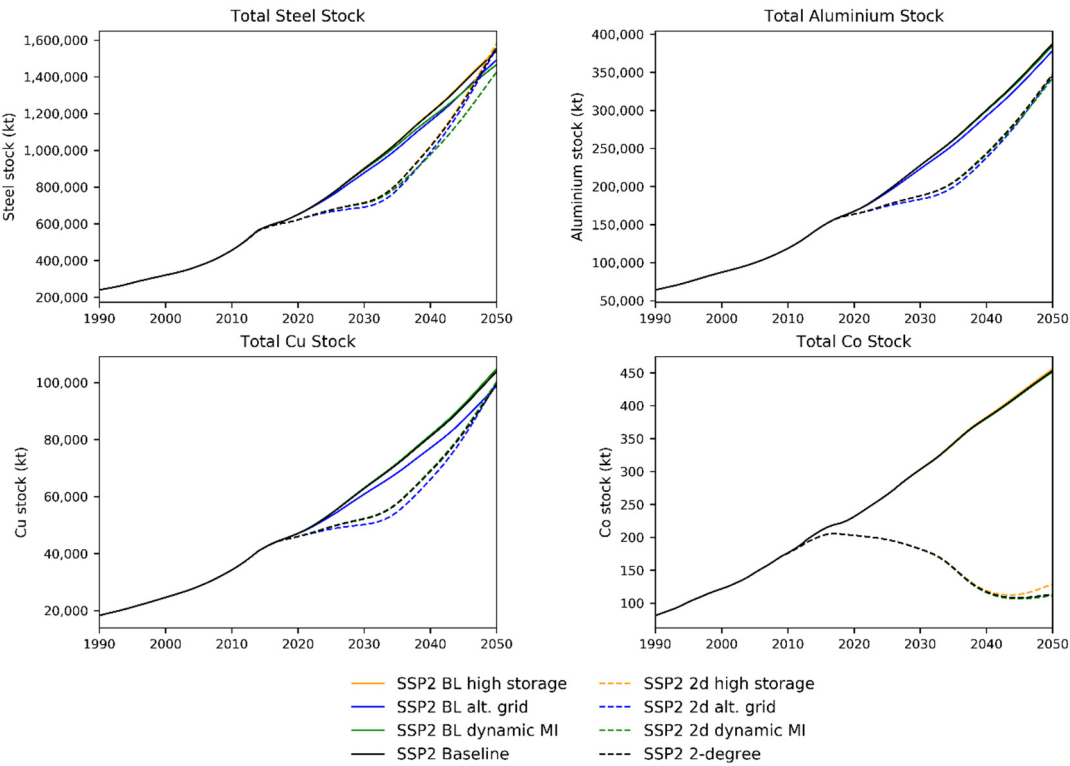 Total Steel Stock
Steel stock (kt)
1,600,000
1,400,000
1,200,000
1,000,000
800,000
600,000
400,000
200,000
1990 2000 2010 2020 2030 2040 2050
Total Aluminium Stock
Aluminium stock (kt)
400,000
350,000
300,000
250,000
200,000
150,000
100,000
50,000
1990 2000 2010 2020 2030 2040 2050
Total Cu Stock
Cu stock (kt)
100,000
80,000
60,000
40,000
20,000
1990 2000 2010 2020 2030 2040 2050
Total Co Stock
Co stock (kt)
450
400
350
300
250
200
150
100
1990 2000 2010 2020 2030 2040 2050
SSP2 BL high storage
SSP2 BL alt. grid
SSP2 BL dynamic MI
SSP2 Baseline
SSP2 2d high storage
SSP2 2d alt. grid
SSP2 2d dynamic MI
SSP2 2-degree